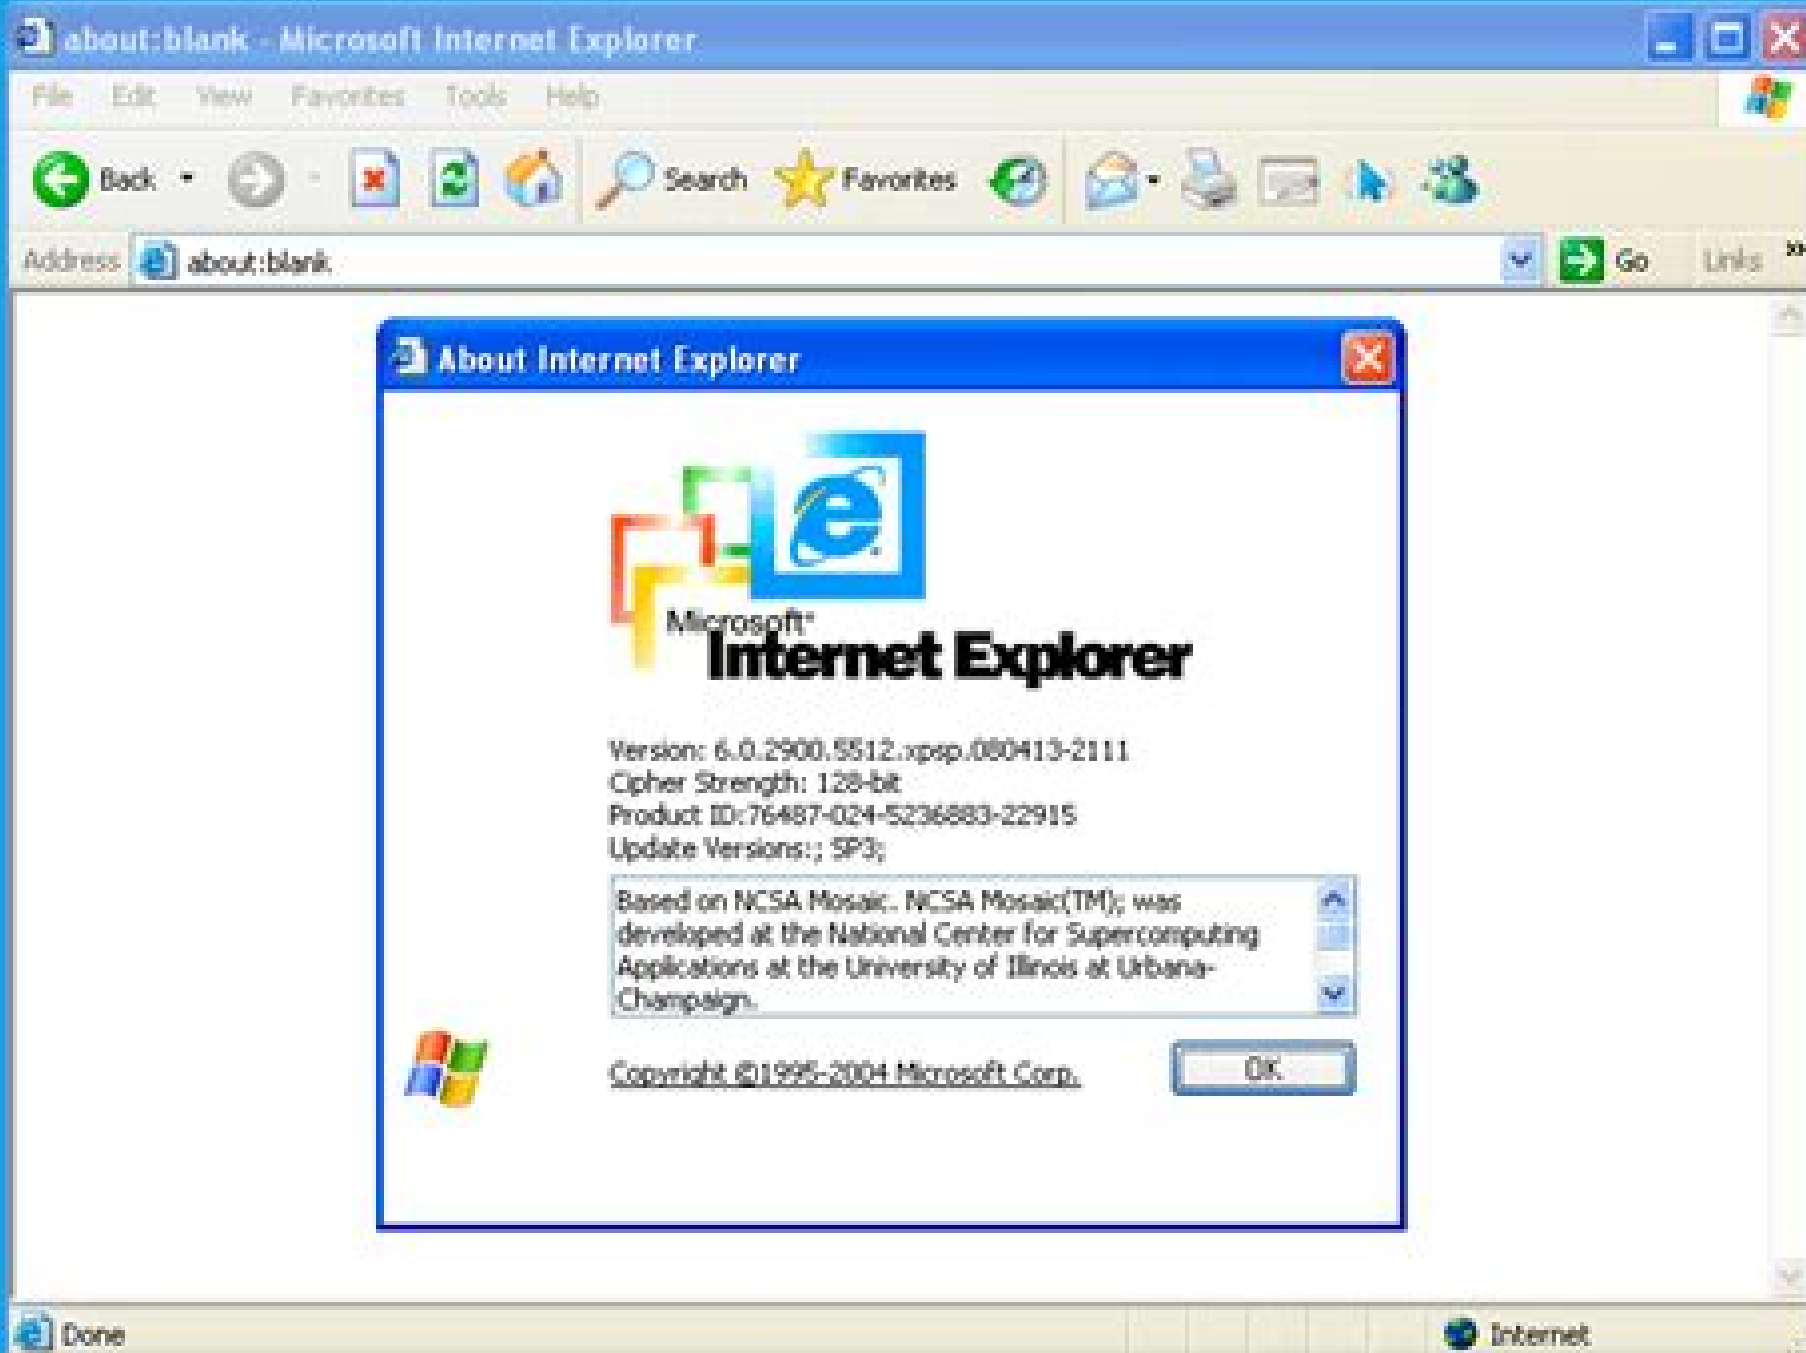 about:blank - Microsoft Internet Explorer
File Edit View Favorites Tools Help
Back Search Favorites
Address about:blank Go Links »
About Internet Explorer
Microsoft®
Internet Explorer
Version: 6.0.2900.5512.xpsp.080413-2111
Cipher Strength: 128-bit
Product ID:76487-024-5236883-22915
Update Versions:; SP3;
Based on NCSA Mosaic. NCSA Mosaic(TM); was
developed at the National Center for Supercomputing
Applications at the University of Illinois at Urbana-
Champaign.
Copyright ©1995-2004 Microsoft Corp. OK
Done Internet